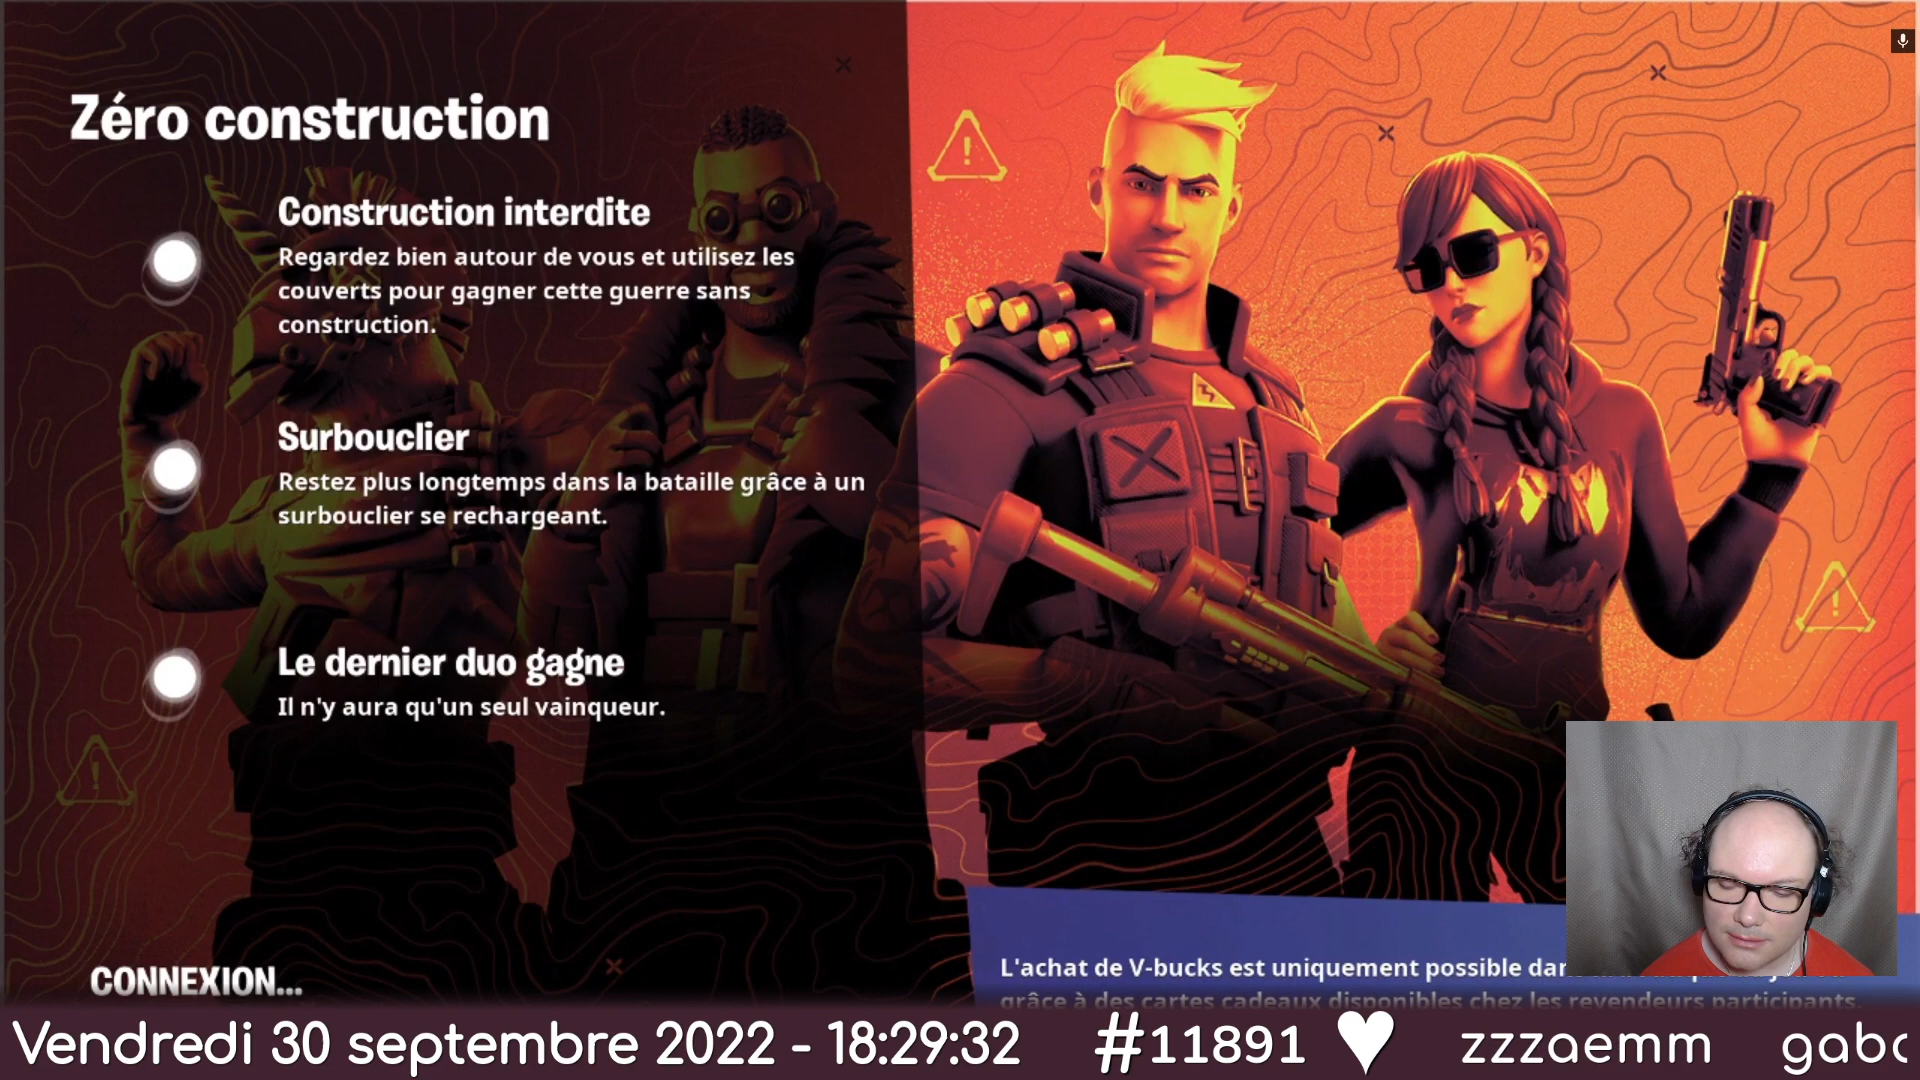 Zéro construction
Construction interdite
Regardez bien autour de vous et utilisez les
couverts pour gagner cette guerre sans
construction.
Surbouclier
Restez plus longtemps dans la bataille grâce à un
surbouclier se rechargeant.
Le dernier duo gagne
Il n'y aura qu'un seul vainqueur.
CONNEXION...
L'achat de V-bucks est uniquement possible
grâce à des cartes cadeaux disponibles chez les revendeurs participants.
Vendredi 30 septembre 2022 - 18:29:32 #11891 ♥ zzzaemm